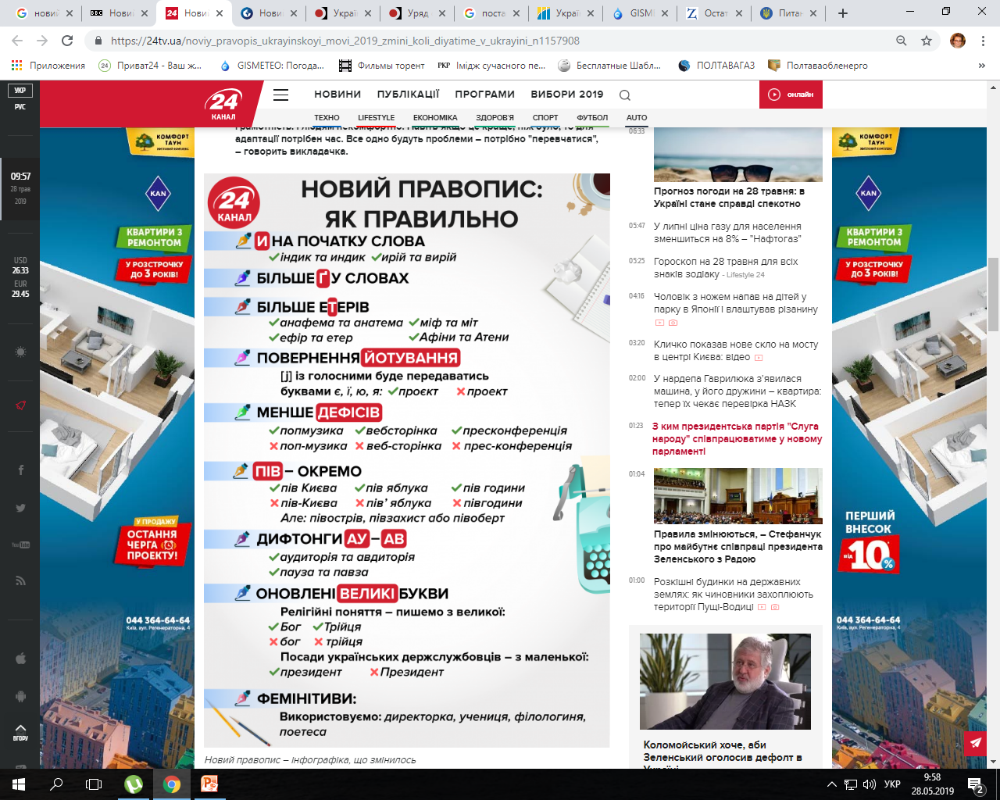 новий
Новий
Новий
Нови
Украї
Уряд
поста
Украї
GISM
Остат
Питан
https://24tv.ua/noviy_pravopis_ukrayinskoyi_movi_2019_zmini_koli_diyatime_v_ukrayini_n1157908
Приложения
Приват24 - Ваш ж...
GISMETEO: Погода...
Фильмы торент
Імідж сучасного пе...
Бесплатные Шабл...
ПОЛТАВАГАЗ
Полтаваобленерго
УКР
РУС
09:57
28 трав
2019
USD
26.33
EUR
29.45
ВГОРУ
24
КАНАЛ
НОВИНИ ПУБЛІКАЦІЇ ПРОГРАМИ ВИБОРИ 2019
онлайн
ТЕХНО LIFESTYLE ЕКОНОМІКА ЗДОРОВ'Я СПОРТ ФУТБОЛ AUTO
адаптації потрібен час. Все одно будуть проблеми – потрібно "перевчатися",
– говорить викладачка.
24
КАНАЛ
НОВИЙ ПРАВОПИС:
ЯК ПРАВИЛЬНО
И НА ПОЧАТКУ СЛОВА
індик та индик ирій та вирій
БІЛЬШЕ Ґ У СЛОВАХ
БІЛЬШЕ ЕТЕРІВ
анафема та анатема міф та міт
ефір та етер Афіни та Атени
ПОВЕРНЕННЯ ЙОТУВАННЯ
[j] із голосними буде передаватись
буквами є, ї, ю, я: проєкт проект
МЕНШЕ ДЕФІСІВ
попмузика вебсторінка пресконференція
поп-музика веб-сторінка прес-конференція
ПІВ – ОКРЕМО
пів Києва пів яблука пів години
пів-Києва пів' яблука півгодини
Але: півострів, півзахист або півоберт
ДИФТОНГИ АУ – АВ
аудиторія та авдиторія
пауза та павза
ОНОВЛЕНІ ВЕЛИКІ БУКВИ
Релігійні поняття – пишемо з великої:
Бог Трійця
бог трійця
Посади українських держслужбовців – з маленької:
президент Президент
ФЕМІНІТИВИ:
Використовуємо: директорка, учениця, філологиня,
поетеса
Новий правопис – інфографіка, що змінилось
06:33
Прогноз погоди на 28 травня: в
Україні стане справді спекотно
05:47 У липні ціна газу для населення
зменшиться на 8% – "Нафтогаз"
05:25 Гороскоп на 28 травня для всіх
знаків зодіаку - Lifestyle 24
04:16 Чоловік з ножем напав на дітей у
парку в Японії і влаштував різанину
03:20 Кличко показав нове скло на мосту
в центрі Києва: відео
02:00 У нардепа Гаврилюка з'явилася
машина, у його дружини – квартира:
тепер їх чекає перевірка НАЗК
01:23 З ким президентська партія "Слуга
народу" співпрацюватиме у новому
парламенті
01:04
Правила змінюються, – Стефанчук
про майбутнє співпраці президента
Зеленського з Радою
01:00 Розкішні будинки на державних
землях: як чиновники захоплюють
території Пущі-Водиці
Коломойський хоче, аби
Зеленський оголосив дефолт в
Україні
КОМФОРТ
ТАУН
KAN
КВАРТИРИ З
РЕМОНТОМ
У РОЗСТРОЧКУ
ДО 3 РОКІВ!
У ПРОДАЖУ
ОСТАННЯ
ЧЕРГА
ПРОЕКТУ!
044 364-64-64
Київ, вул. Регенераторна, 4
КОМФОРТ
ТАУН
KAN
КВАРТИРИ З
РЕМОНТОМ
У РОЗСТРОЧКУ
ДО 3 РОКІВ!
ПЕРШИЙ
ВНЕСОК
від 10%
044 364-64-64
Київ, вул. Регенераторна, 4
УКР
9:58
28.05.2019
2